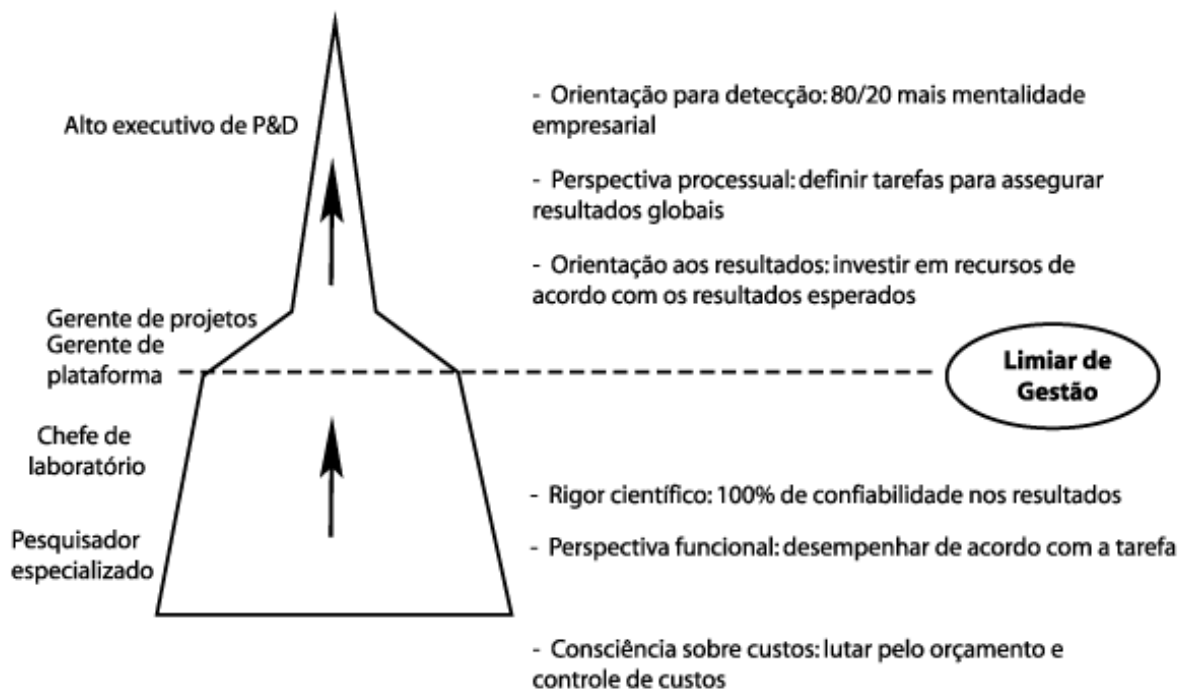 Alto executivo de P&D
- Orientação para detecção: 80/20 mais mentalidade
empresarial
- Perspectiva processual: definir tarefas para assegurar
resultados globais
- Orientação aos resultados: investir em recursos de
acordo com os resultados esperados
Gerente de projetos
Gerente de
plataforma
Limiar de
Gestão
Chefe de
laboratório
Pesquisador
especializado
- Rigor científico: 100% de confiabilidade nos resultados
- Perspectiva funcional: desempenhar de acordo com a tarefa
- Consciência sobre custos: lutar pelo orçamento e
controle de custos